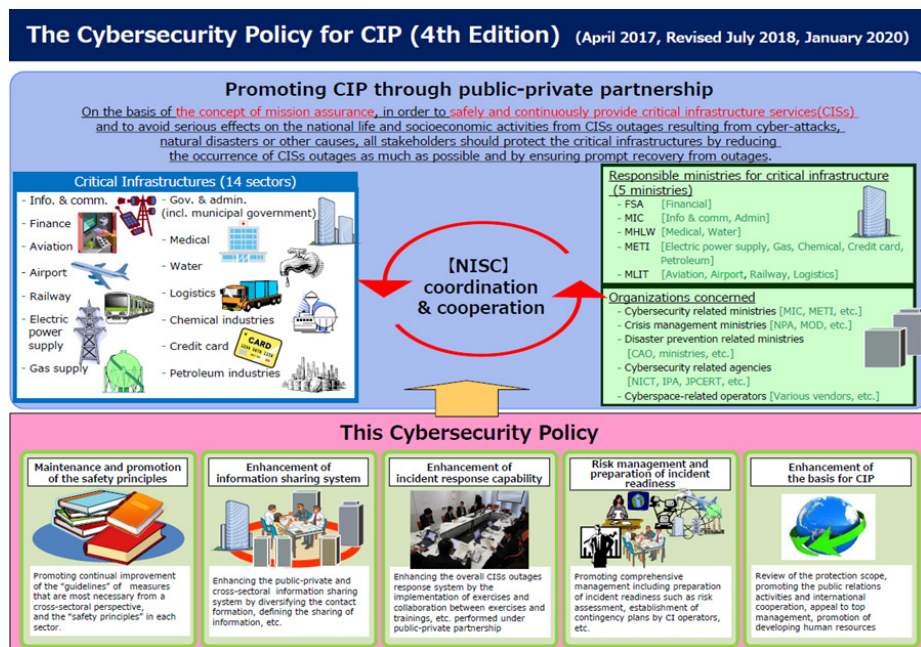 The Cybersecurity Policy for CIP (4th Edition) (April 2017, Revised July 2018, January 2020)
Promoting CIP through public-private partnership
On the basis of the concept of mission assurance, in order to safely and continuously provide critical infrastructure services(CISs)
and to avoid serious effects on the national life and socioeconomic activities from CISs outages resulting from cyber-attacks,
natural disasters or other causes, all stakeholders should protect the critical infrastructures by reducing
the occurrence of CISs outages as much as possible and by ensuring prompt recovery from outages.
Critical Infrastructures (14 sectors)
- Info. & comm.
- Finance
- Aviation
- Airport
- Railway
- Electric
power
supply
- Gas supply
- Gov. & admin.
(incl. municipal government)
- Medical
- Water
- Logistics
- Chemical industries
- Credit card
CARD
- Petroleum industries
【NISC】
coordination
& cooperation
Responsible ministries for critical infrastructure
(5 ministries)
- FSA [Financial]
- MIC [Info & comm, Admin]
- MHLW [Medical, Water]
- METI [Electric power supply, Gas, Chemical, Credit card,
Petroleum]
- MLIT [Aviation, Airport, Railway, Logistics]
Organizations concerned
- Cybersecurity related ministries [MIC, METI, etc.]
- Crisis management ministries [NPA, MOD, etc.]
- Disaster prevention related ministries
[CAO, ministries, etc.]
- Cybersecurity related agencies
[NICT, IPA, JPCERT, etc.]
- Cyberspace-related operators [Various vendors, etc.]
This Cybersecurity Policy
Maintenance and promotion
of the safety principles
Promoting continual improvement
of the "guidelines" of measures
that are most necessary from a
cross-sectoral perspective,
and the "safety principles" in each
sector.
Enhancement of
information sharing system
Enhancing the public-private and
cross-sectoral information sharing
system by diversifying the contact
formation, defining the sharing of
information, etc.
Enhancement of
incident response capability
Enhancing the overall CISs outages
response system by the
implementation of exercises and
collaboration between exercises and
trainings, etc. performed under
public-private partnership
Risk management and
preparation of incident
readiness
Promoting comprehensive
management including preparation
of incident readiness such as risk
assessment, establishment of
contingency plans by CI operators,
etc.
Enhancement of
the basis for CIP
Review of the protection scope,
promoting the public relations
activities and international
cooperation, appeal to top
management, promotion of
developing human resources